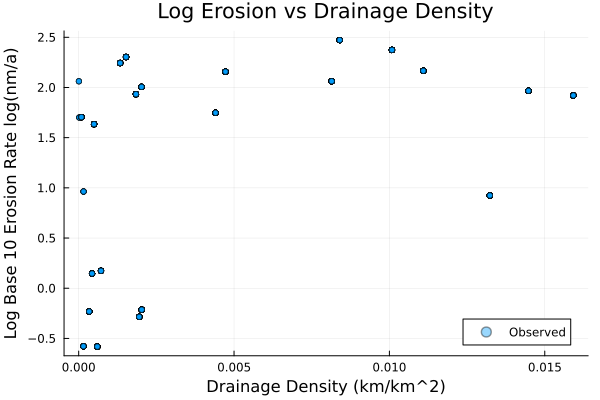 Log Erosion vs Drainage Density
Log Base 10 Erosion Rate log(nm/a)
2.5
2.0
1.5
1.0
0.5
0.0
−0.5
0.000
0.005
0.010
0.015
Drainage Density (km/km^2)
Observed